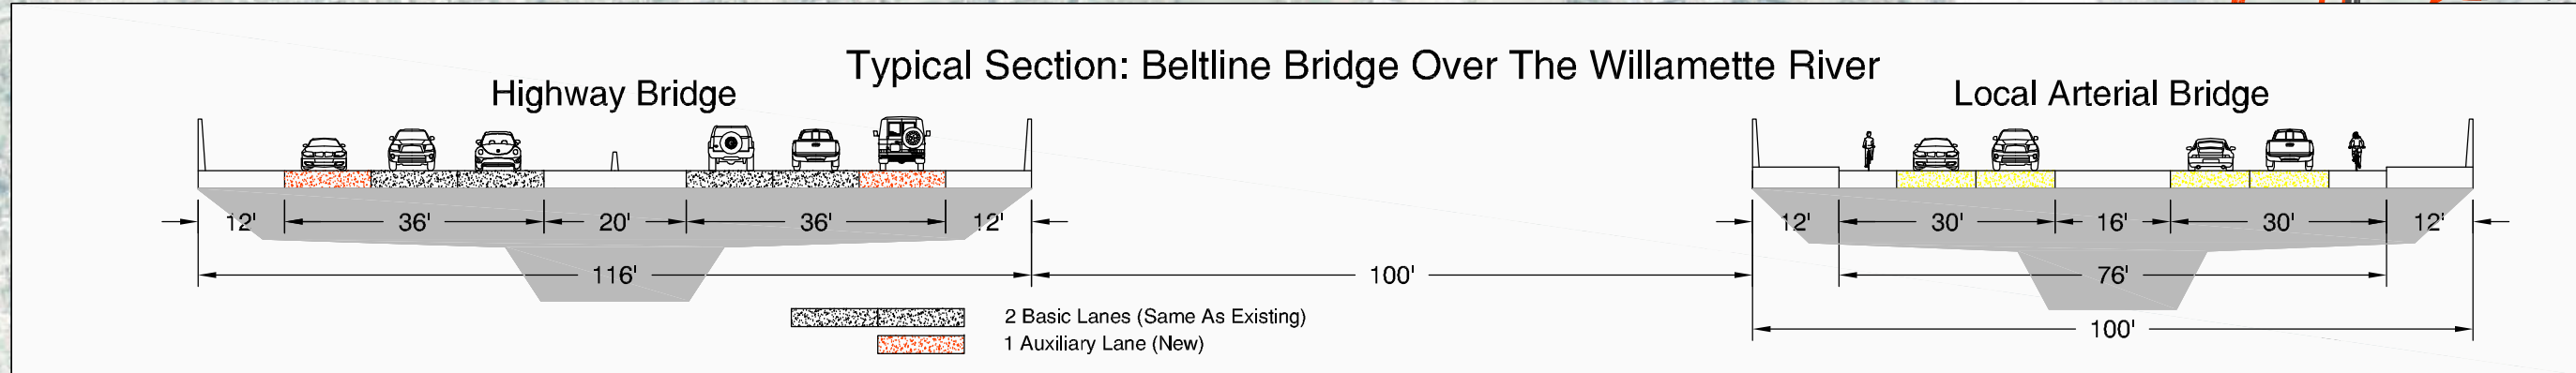 Typical Section: Beltline Bridge Over The Willamette River
Highway Bridge
Local Arterial Bridge
12' 36' 20' 36' 12'
12' 30' 16' 30' 12'
116' 100' 76'
100'
2 Basic Lanes (Same As Existing)
1 Auxiliary Lane (New)